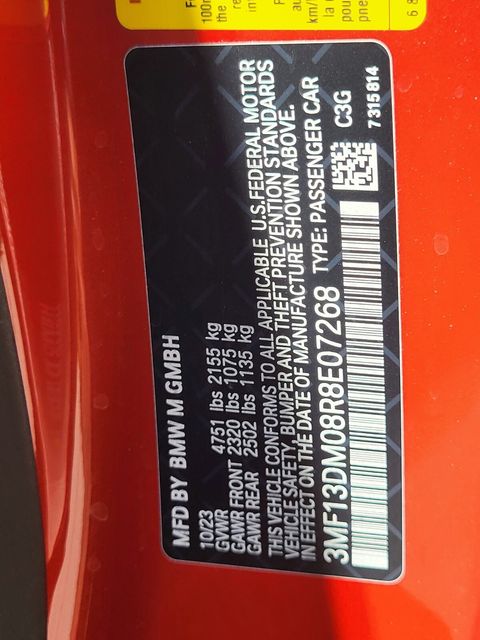 MFD BY BMW M GMBH
10/23
GVWR 4751 lbs 2155 kg
GAWR FRONT 2320 lbs 1075 kg
GAWR REAR 2502 lbs 1135 kg
THIS VEHICLE CONFORMS TO ALL APPLICABLE U.S.FEDERAL MOTOR
VEHICLE SAFETY, BUMPER AND THEFT PREVENTION STANDARDS
IN EFFECT ON THE DATE OF MANUFACTURE SHOWN ABOVE.
3MF13DM08R8E07268 TYPE: PASSENGER CAR
C3G
7315814